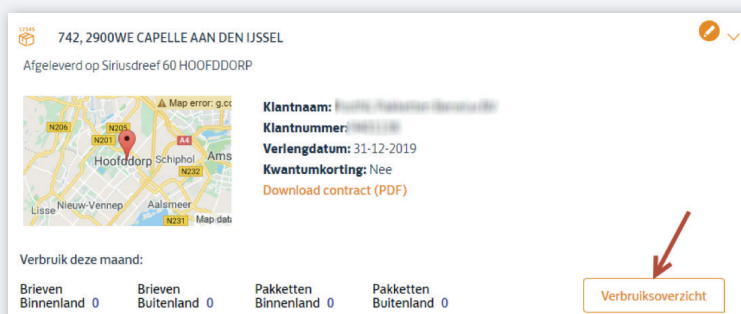 12345
742, 2900WE CAPELLE AAN DEN IJSSEL
Afgeleverd op Siriusdreef 60 HOOFDDORP
Map error: g.co
N206
N205
N201
A4
Hoofddorp
Schiphol
Ams
N232
Nieuw-Vennep
Aalsmeer
Lisse
N231
Map data
Klantnaam:
Klantnummer:
Verlengdatum: 31-12-2019
Kwantumkorting: Nee
Download contract (PDF)
Verbruik deze maand:
Brieven
Binnenland 0
Brieven
Buitenland 0
Pakketten
Binnenland 0
Pakketten
Buitenland 0
Verbruiksoverzicht